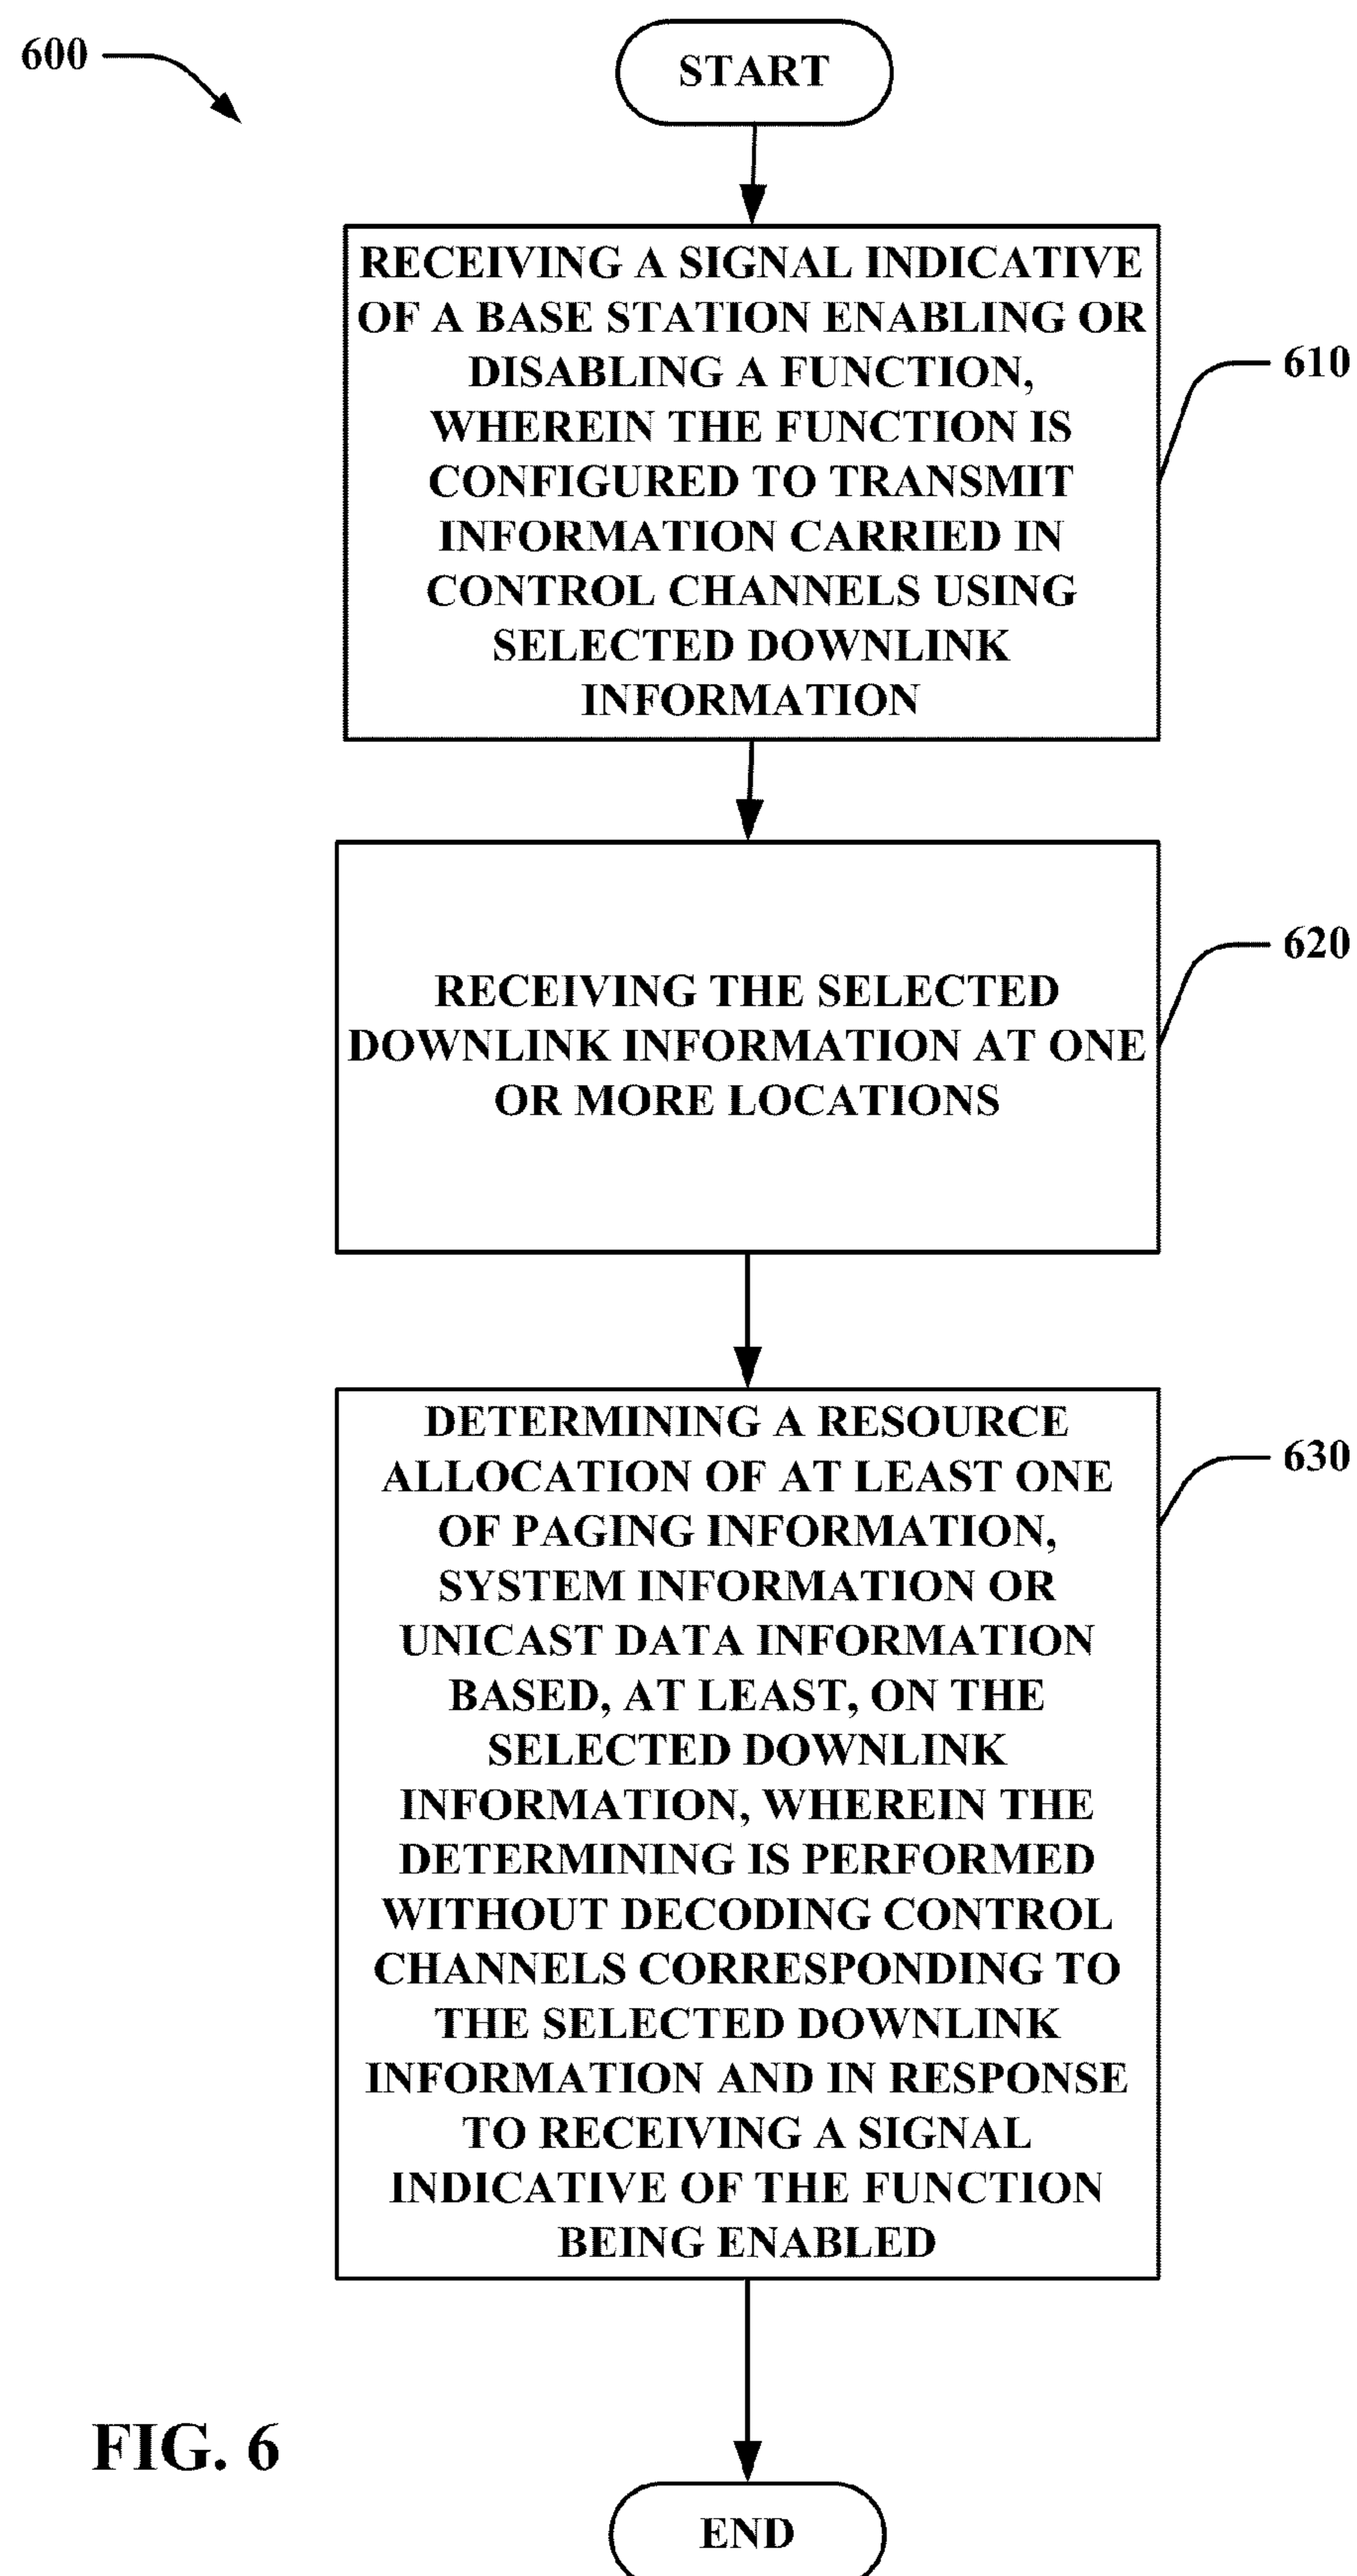 600
START
RECEIVING A SIGNAL INDICATIVE
OF A BASE STATION ENABLING OR
DISABLING A FUNCTION,
WHEREIN THE FUNCTION IS
CONFIGURED TO TRANSMIT
INFORMATION CARRIED IN
CONTROL CHANNELS USING
SELECTED DOWNLINK
INFORMATION
610
RECEIVING THE SELECTED
DOWNLINK INFORMATION AT ONE
OR MORE LOCATIONS
620
DETERMINING A RESOURCE
ALLOCATION OF AT LEAST ONE
OF PAGING INFORMATION,
SYSTEM INFORMATION OR
UNICAST DATA INFORMATION
BASED, AT LEAST, ON THE
SELECTED DOWNLINK
INFORMATION, WHEREIN THE
DETERMINING IS PERFORMED
WITHOUT DECODING CONTROL
CHANNELS CORRESPONDING TO
THE SELECTED DOWNLINK
INFORMATION AND IN RESPONSE
TO RECEIVING A SIGNAL
INDICATIVE OF THE FUNCTION
BEING ENABLED
630
FIG. 6
END